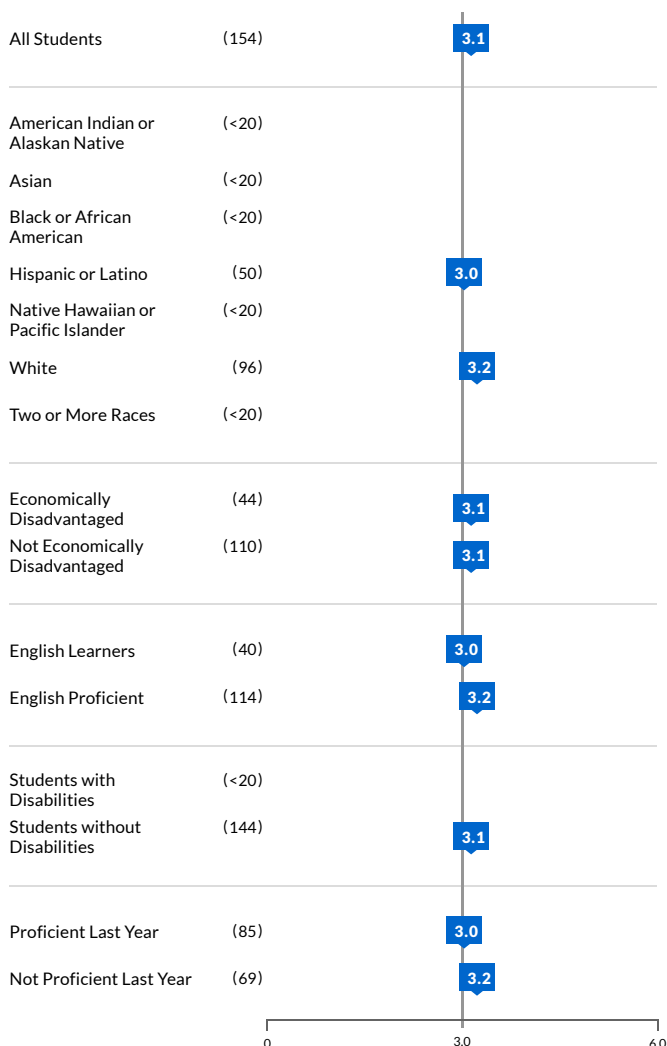 All Students (154) 3.1
American Indian or (<20)
Alaskan Native
Asian (<20)
Black or African (<20)
American
Hispanic or Latino (50) 3.0
Native Hawaiian or (<20)
Pacific Islander
White (96) 3.2
Two or More Races (<20)
Economically (44) 3.1
Disadvantaged
Not Economically (110) 3.1
Disadvantaged
English Learners (40) 3.0
English Proficient (114) 3.2
Students with (<20)
Disabilities
Students without (144) 3.1
Disabilities
Proficient Last Year (85) 3.0
Not Proficient Last Year (69) 3.2
0 3.0 6.0